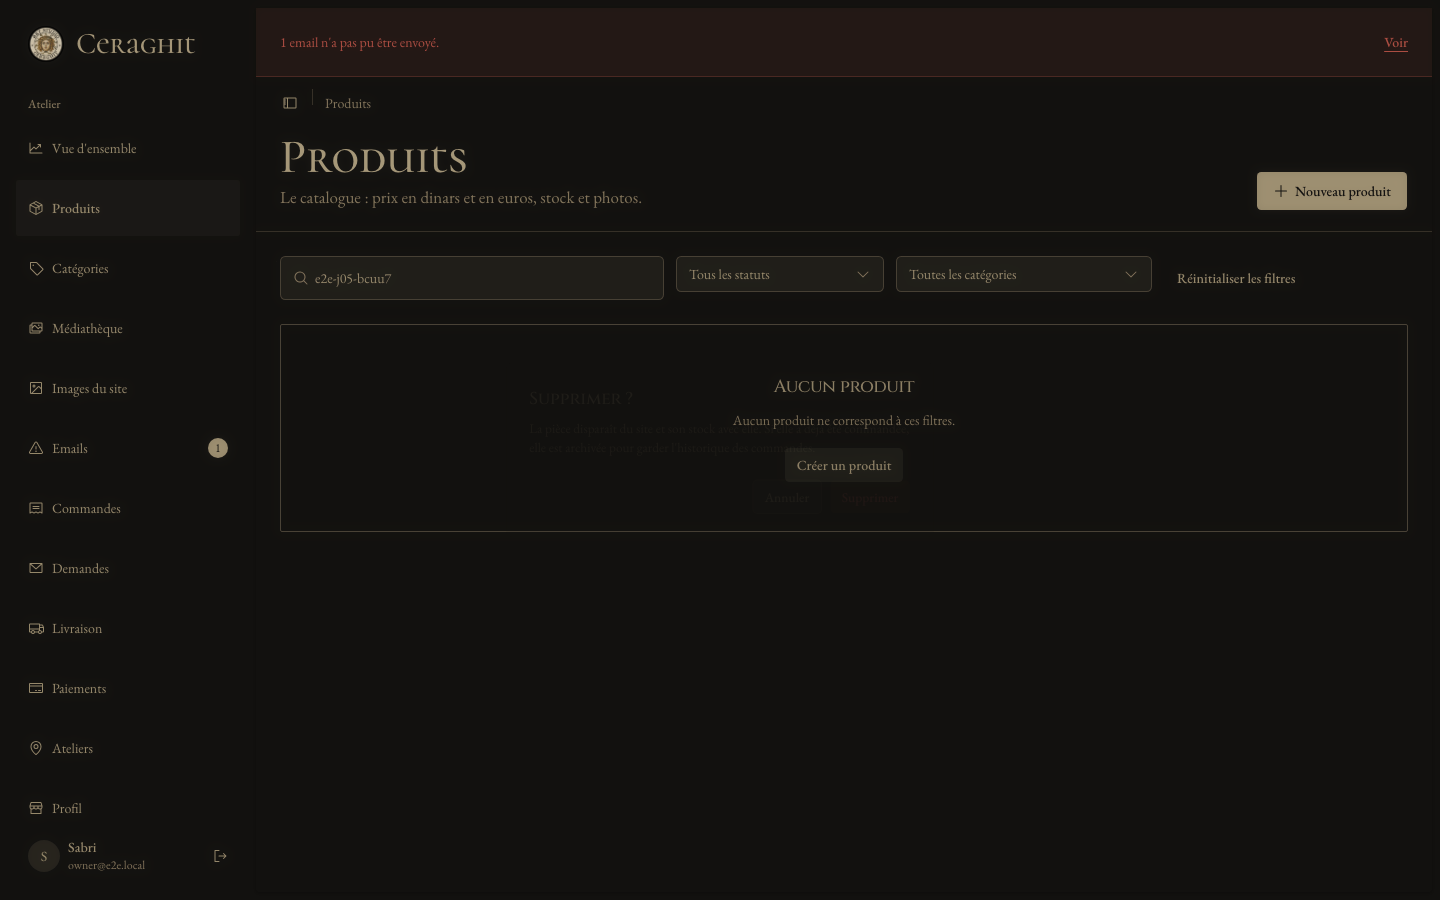 Ceraghit
1 email n'a pas pu être envoyé.
Voir
Atelier
Vue d'ensemble
Produits
Catégories
Médiathèque
Images du site
Emails
1
Commandes
Demandes
Livraison
Paiements
Ateliers
Profil
S
Sabri
owner@e2e.local
Produits
Produits
Le catalogue : prix en dinars et en euros, stock et photos.
Nouveau produit
e2e-j05-bcuu7
Tous les statuts
Toutes les catégories
Réinitialiser les filtres
Aucun produit
Aucun produit ne correspond à ces filtres.
Créer un produit
Supprimer ?
Annuler
Supprimer